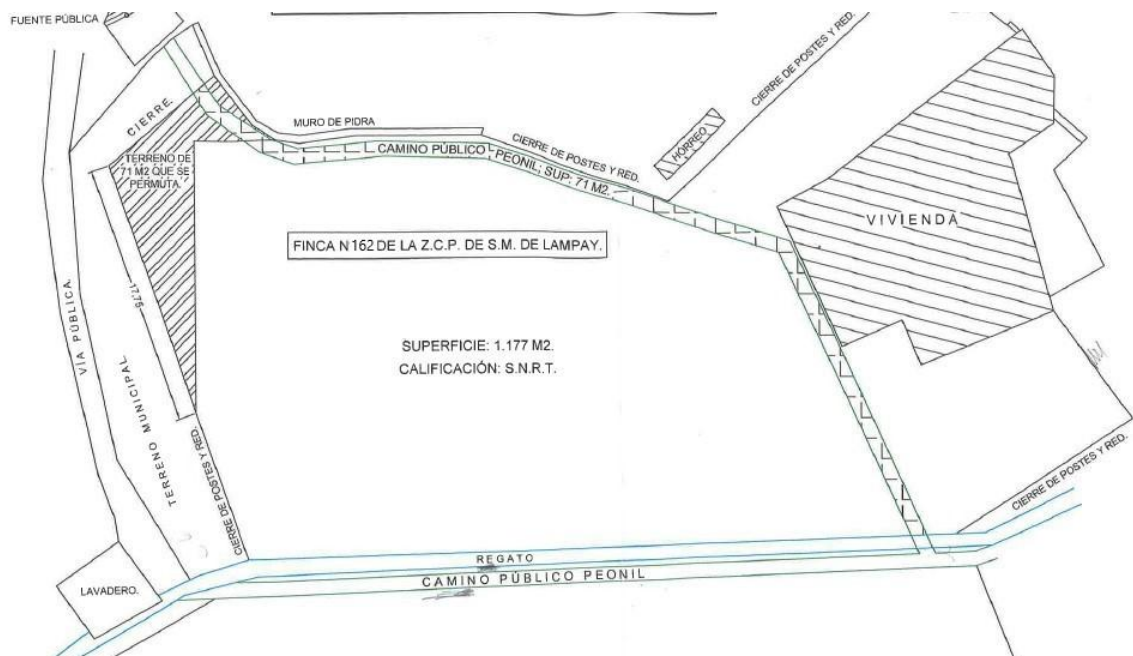 FUENTE PÚBLICA
CIERRE DE POSTES Y RED.
CIERRE.
MURO DE PIDRA
CIERRE DE POSTES Y RED.
HÓRREO
TERRENO DE
71 M2 QUE SE
PERMUTA.
CAMINO PÚBLICO PEONIL; SUP: 71 M2.
VIVIENDA
FINCA N 162 DE LA Z.C.P. DE S.M. DE LAMPAY.
VÍA PÚBLICA.
SUPERFICIE: 1.177 M2.
CALIFICACIÓN: S.N.R.T.
TERRENO MUNICIPAL
CIERRE DE POSTES Y RED.
CIERRE DE POSTES Y RED.
REGATO
CAMINO PÚBLICO PEONIL
LAVADERO.